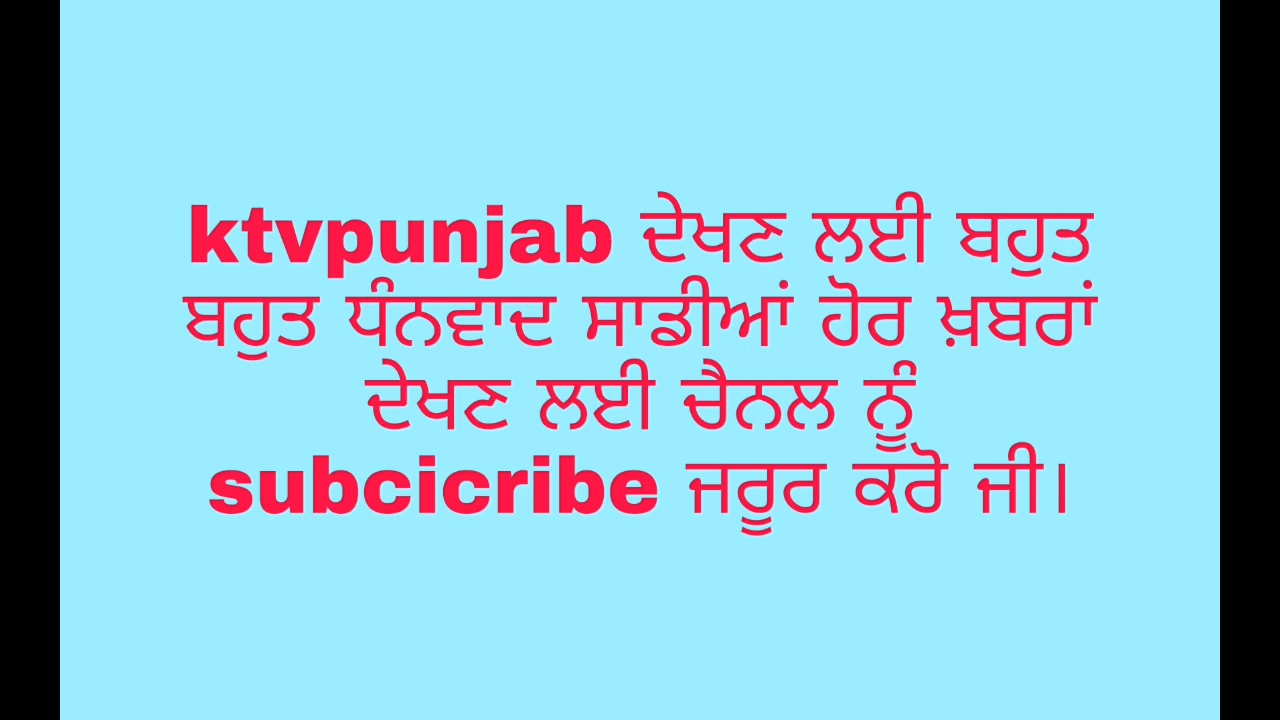 ktvpunjab ਦੇਖਣ ਲਈ ਬਹੁਤ
ਬਹੁਤ ਧੰਨਵਾਦ ਸਾਡੀਆਂ ਹੋਰ ਖ਼ਬਰਾਂ
ਦੇਖਣ ਲਈ ਚੈਨਲ ਨੂੰ
subcicribe ਜਰੂਰ ਕਰੋ ਜੀ।